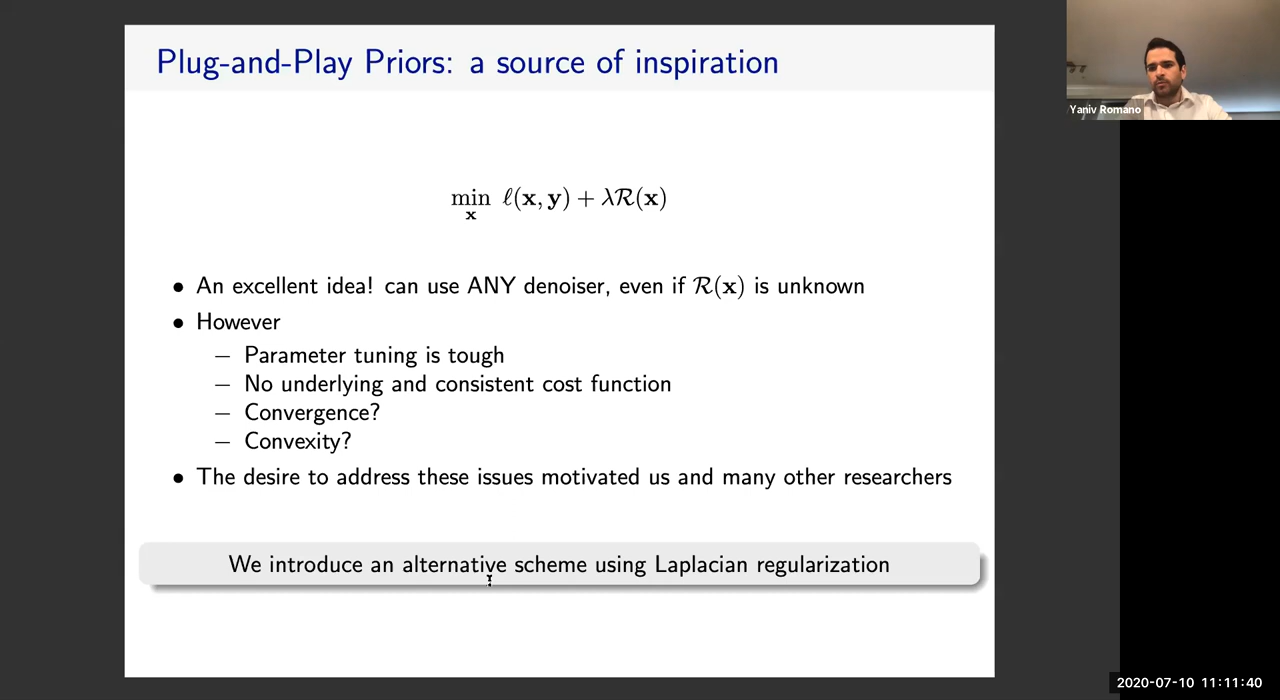 Plug-and-Play Priors: a source of inspiration
Yaniv Romano
min ℓ(x, y) + λR(x)
x
• An excellent idea! can use ANY denoiser, even if R(x) is unknown
• However
– Parameter tuning is tough
– No underlying and consistent cost function
– Convergence?
– Convexity?
• The desire to address these issues motivated us and many other researchers
We introduce an alternative scheme using Laplacian regularization
2020-07-10 11:11:40